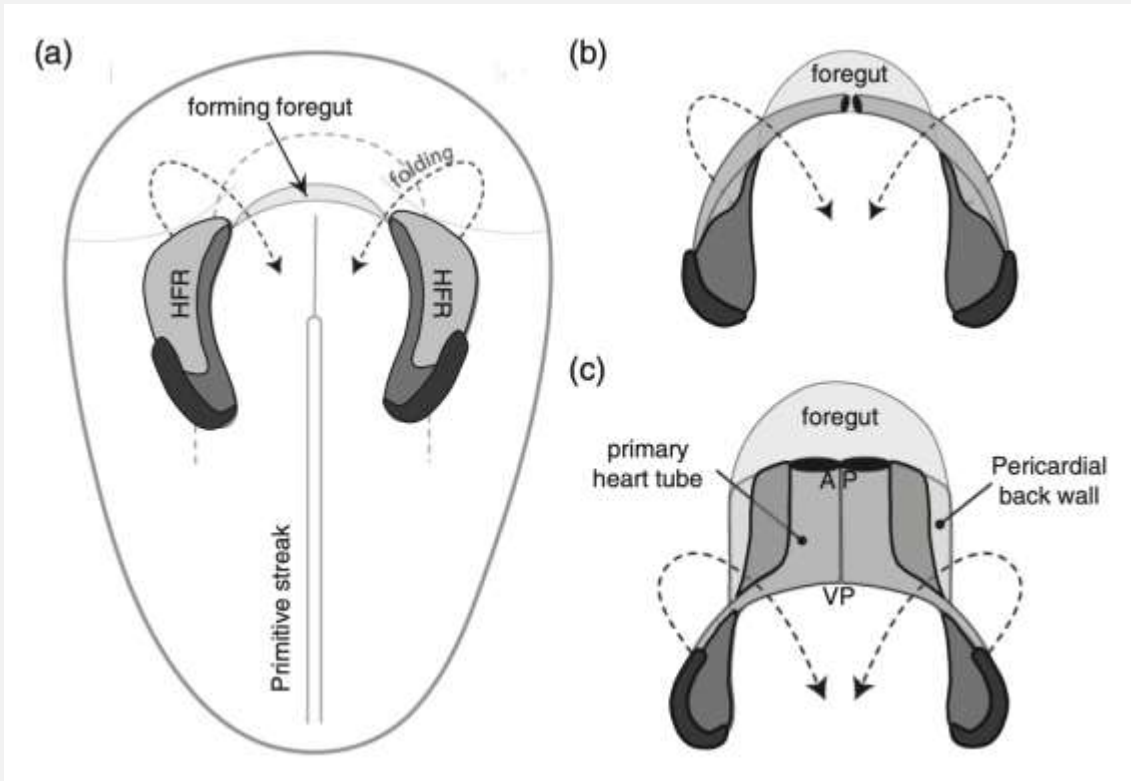 (a)
forming foregut
folding
HFR
HFR
Primitive streak
(b)
foregut
(c)
foregut
primary
heart tube
A P
Pericardial
back wall
VP